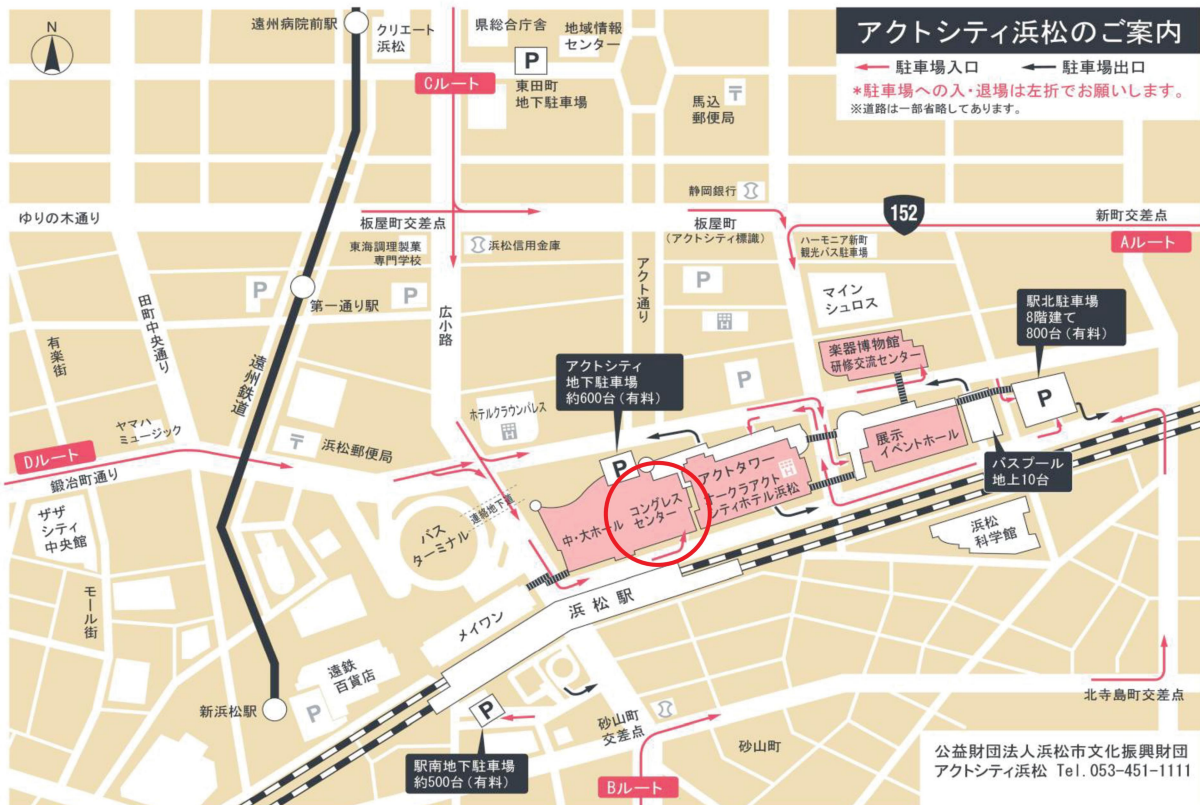 遠州病院前駅
クリエート
浜松
県総合庁舎
地域情報
センター
アクトシティ浜松のご案内
駐車場入口
駐車場出口
*駐車場への入・退場は左折でお願いします。
※道路は一部省略してあります。
N
P
東田町
地下駐車場
Cルート
馬込
郵便局
静岡銀行
152
ゆりの木通り
板屋町交差点
板屋町
(アクトシティ標識)
新町交差点
Aルート
東海調理製菓
専門学校
浜松信用金庫
ハーモニア新町
観光バス駐車場
アクト通り
P
第一通り駅
P
P
マイン
シュロス
駅北駐車場
8階建て
800台(有料)
田町中央通り
有楽街
遠州鉄道
広小路
H
楽器博物館
研修交流センター
アクトシティ
地下駐車場
約600台(有料)
P
P
ホテルクラウンパレス
H
ヤマハ
ミュージック
浜松郵便局
Dルート
鍛冶町通り
P
展示
イベントホール
バスプール
地上10台
アクトタワー
オークラアクト
シティホテル浜松
H
コングレス
センター
中・大ホール
連絡地下道
バス
ターミナル
ザザ
シティ
中央館
浜松
科学館
モール街
浜松駅
メイワン
遠鉄
百貨店
P
新浜松駅
P
駅南地下駐車場
約500台(有料)
砂山町
交差点
砂山町
Bルート
北寺島町交差点
公益財団法人浜松市文化振興財団
アクトシティ浜松 Tel.053-451-1111